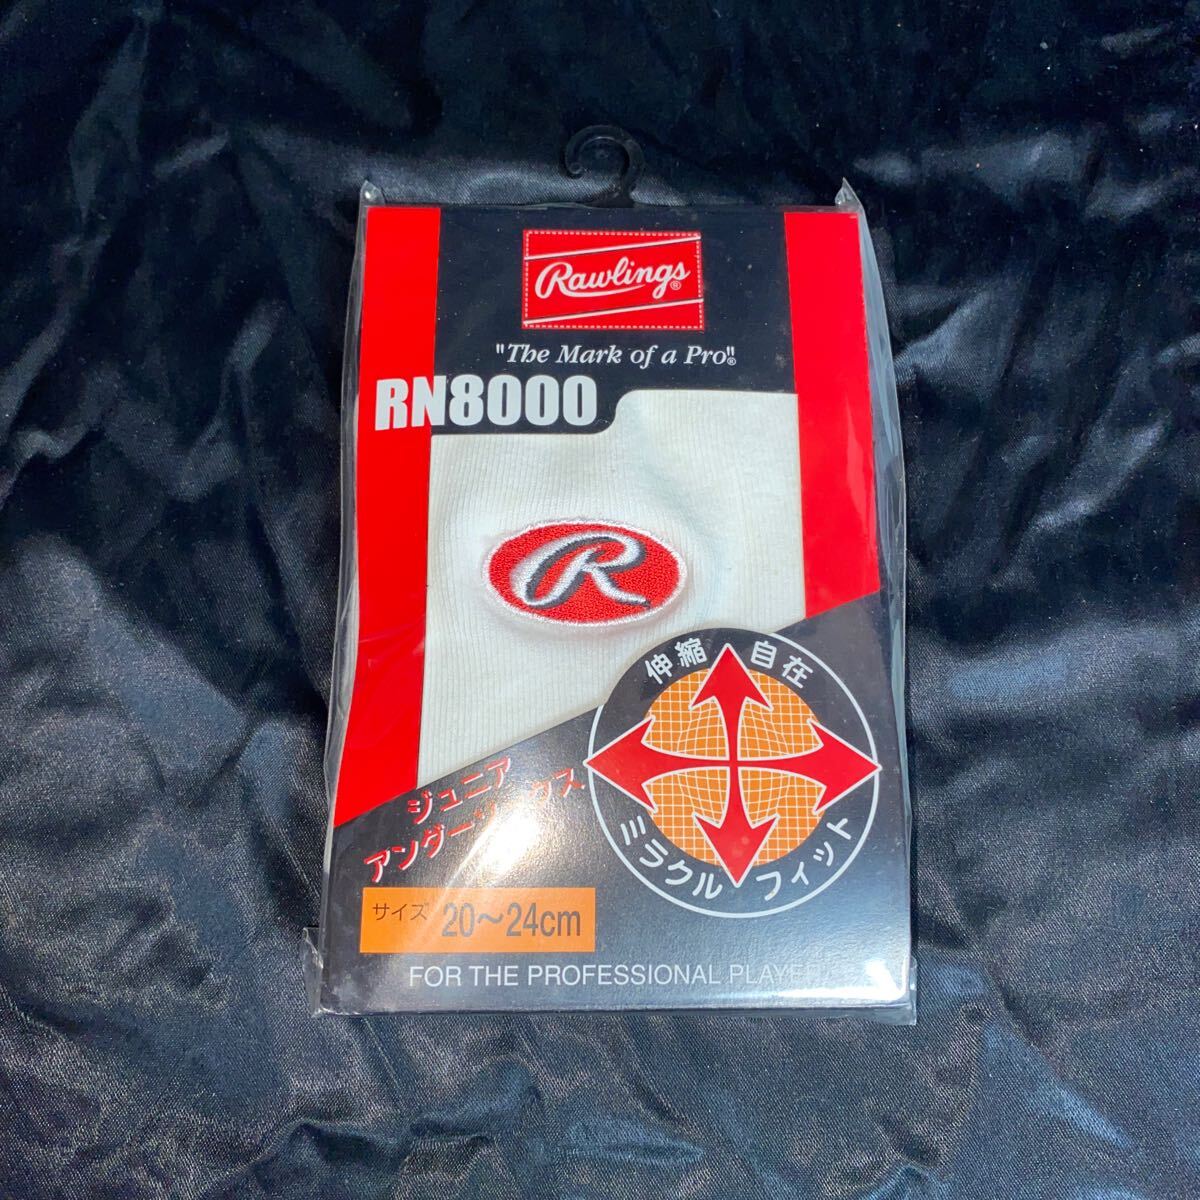 Rawlings®
"The Mark of a Pro"®
RN8000
R
伸縮 自在
ミラクル フィット
ジュニア
アンダーソックス
サイズ 20～24cm
FOR THE PROFESSIONAL PLAYER